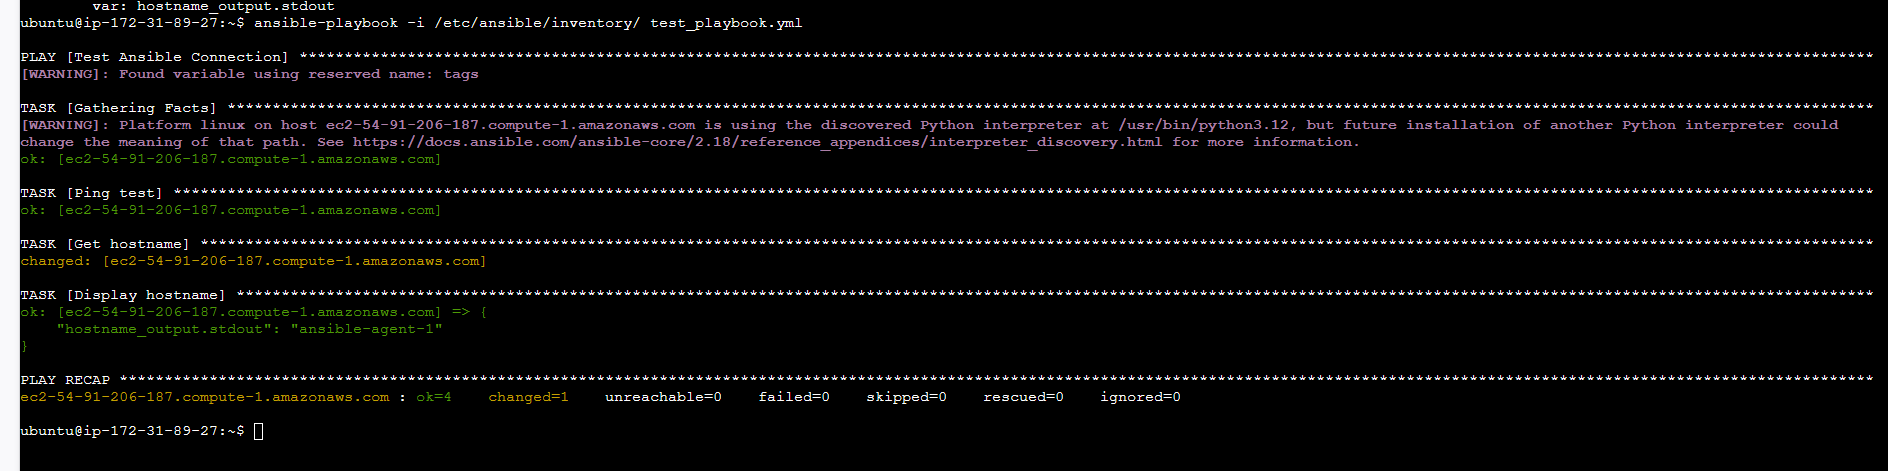 var: hostname_output.stdout
ubuntu@ip-172-31-89-27:~$ ansible-playbook -i /etc/ansible/inventory/ test_playbook.yml
PLAY [Test Ansible Connection] ******************************************************************************************************************************************************************************
[WARNING]: Found variable using reserved name: tags
TASK [Gathering Facts] **************************************************************************************************************************************************************************************
[WARNING]: Platform linux on host ec2-54-91-206-187.compute-1.amazonaws.com is using the discovered Python interpreter at /usr/bin/python3.12, but future installation of another Python interpreter could
change the meaning of that path. See https://docs.ansible.com/ansible-core/2.18/reference_appendices/interpreter_discovery.html for more information.
ok: [ec2-54-91-206-187.compute-1.amazonaws.com]
TASK [Ping test] ********************************************************************************************************************************************************************************************
ok: [ec2-54-91-206-187.compute-1.amazonaws.com]
TASK [Get hostname] *****************************************************************************************************************************************************************************************
changed: [ec2-54-91-206-187.compute-1.amazonaws.com]
TASK [Display hostname] *************************************************************************************************************************************************************************************
ok: [ec2-54-91-206-187.compute-1.amazonaws.com] => {
"hostname_output.stdout": "ansible-agent-1"
}
PLAY RECAP **************************************************************************************************************************************************************************************************
ec2-54-91-206-187.compute-1.amazonaws.com : ok=4 changed=1 unreachable=0 failed=0 skipped=0 rescued=0 ignored=0
ubuntu@ip-172-31-89-27:~$